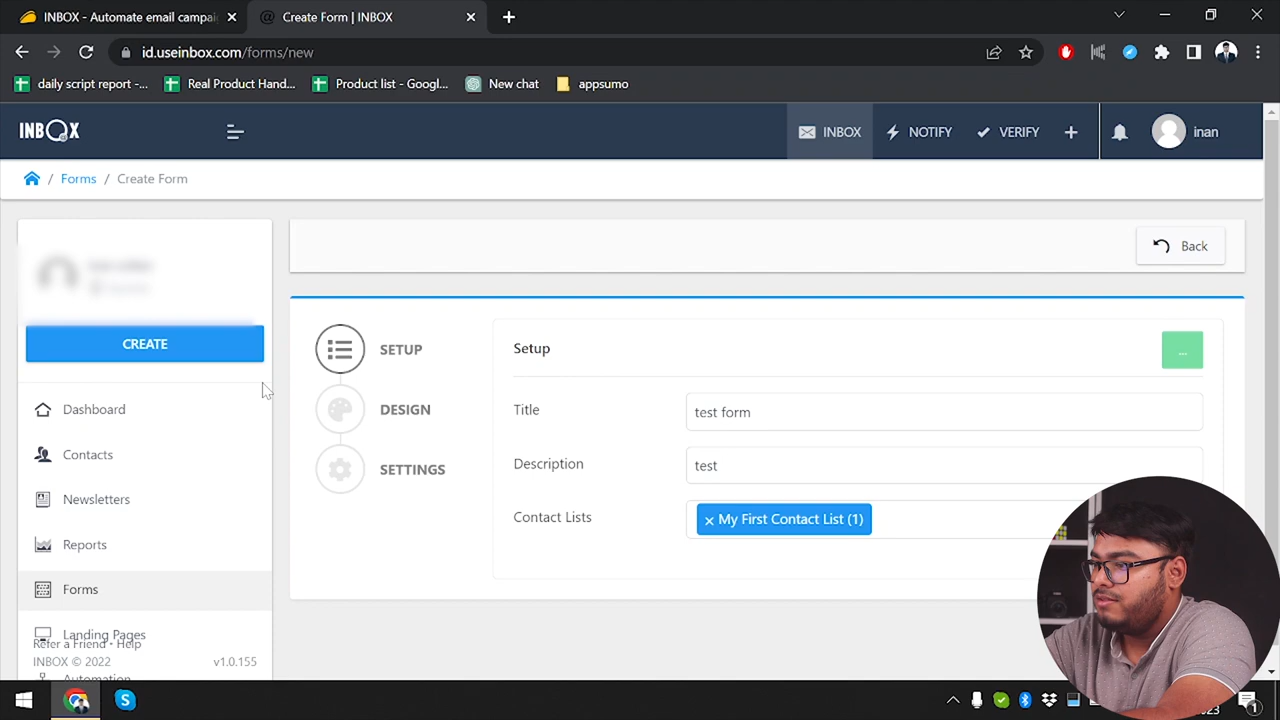 INBOX - Automate email campai
Create Form | INBOX
id.useinbox.com/forms/new
daily script report -...
Real Product Hand...
Product list - Googl...
New chat
appsumo
INBOX
INBOX
NOTIFY
VERIFY
inan
/ Forms / Create Form
Back
CREATE
SETUP
Setup
...
Dashboard
DESIGN
Title
test form
Contacts
Description
test
SETTINGS
Newsletters
Contact Lists
× My First Contact List (1)
Reports
Forms
Landing Pages
Refer a Friend • Help
INBOX © 2022
v1.0.155
Automation
2023
1